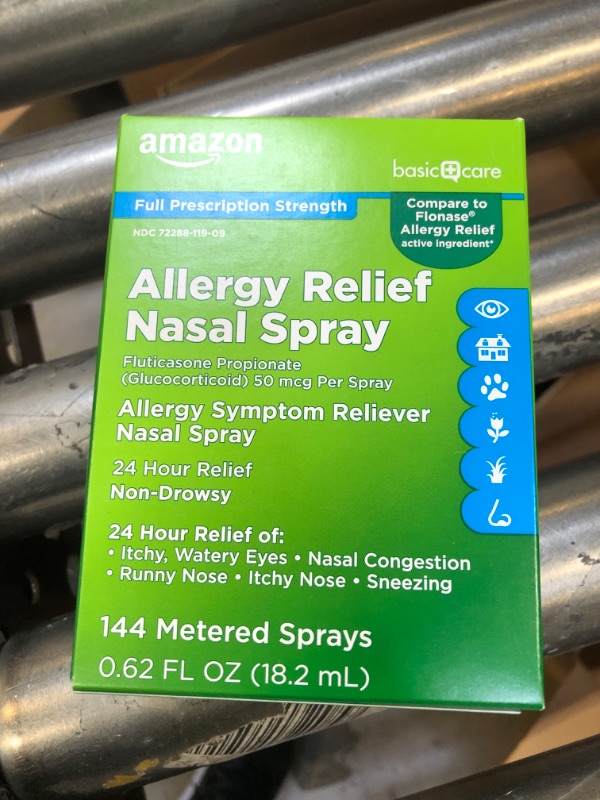 amazon
basic care
Full Prescription Strength
Compare to
Flonase®
Allergy Relief
active ingredient*
NDC 72288-119-09
Allergy Relief
Nasal Spray
Fluticasone Propionate
(Glucocorticoid) 50 mcg Per Spray
Allergy Symptom Reliever
Nasal Spray
24 Hour Relief
Non-Drowsy
24 Hour Relief of:
• Itchy, Watery Eyes • Nasal Congestion
• Runny Nose • Itchy Nose • Sneezing
144 Metered Sprays
0.62 FL OZ (18.2 mL)